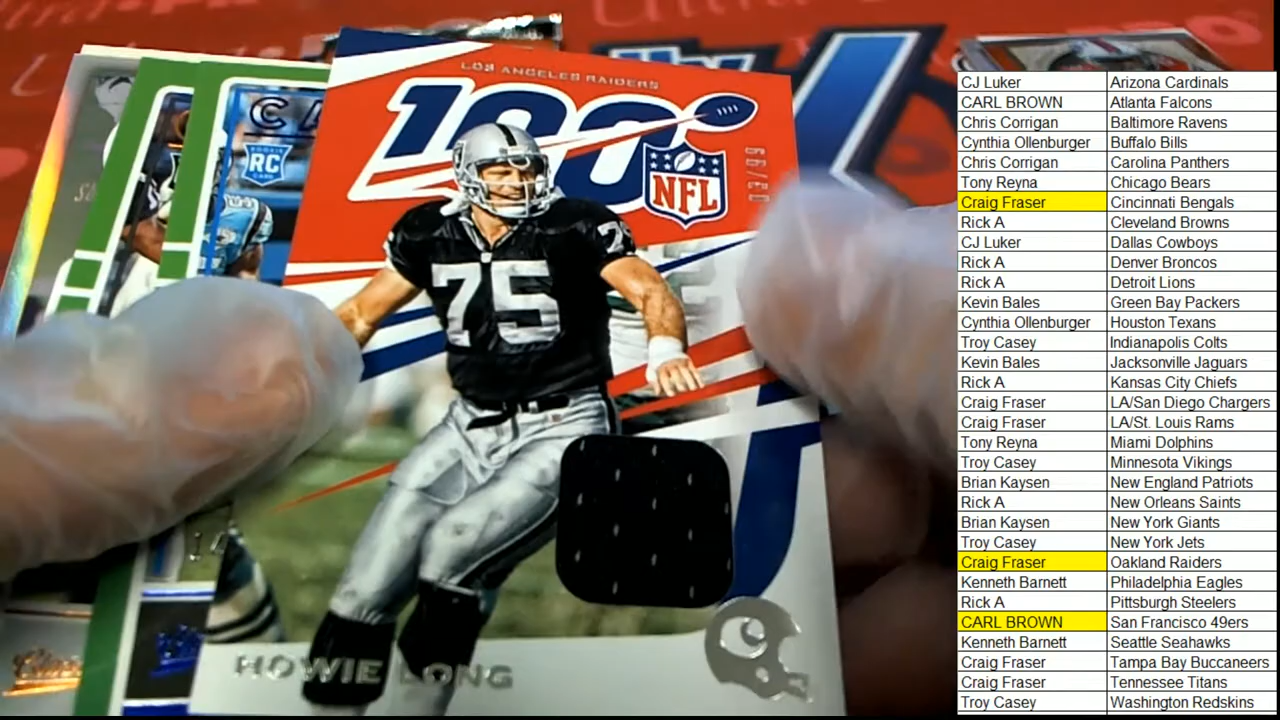 LOS ANGELES RAIDERS
100
NFL
CA
ROOKIE
RC
CARD
75
75
HOWIE LONG
CJ Luker Arizona Cardinals
CARL BROWN Atlanta Falcons
Chris Corrigan Baltimore Ravens
Cynthia Ollenburger Buffalo Bills
Chris Corrigan Carolina Panthers
Tony Reyna Chicago Bears
Craig Fraser Cincinnati Bengals
Rick A Cleveland Browns
CJ Luker Dallas Cowboys
Rick A Denver Broncos
Rick A Detroit Lions
Kevin Bales Green Bay Packers
Cynthia Ollenburger Houston Texans
Troy Casey Indianapolis Colts
Kevin Bales Jacksonville Jaguars
Rick A Kansas City Chiefs
Craig Fraser LA/San Diego Chargers
Craig Fraser LA/St. Louis Rams
Tony Reyna Miami Dolphins
Troy Casey Minnesota Vikings
Brian Kaysen New England Patriots
Rick A New Orleans Saints
Brian Kaysen New York Giants
Troy Casey New York Jets
Craig Fraser Oakland Raiders
Kenneth Barnett Philadelphia Eagles
Rick A Pittsburgh Steelers
CARL BROWN San Francisco 49ers
Kenneth Barnett Seattle Seahawks
Craig Fraser Tampa Bay Buccaneers
Craig Fraser Tennessee Titans
Troy Casey Washington Redskins